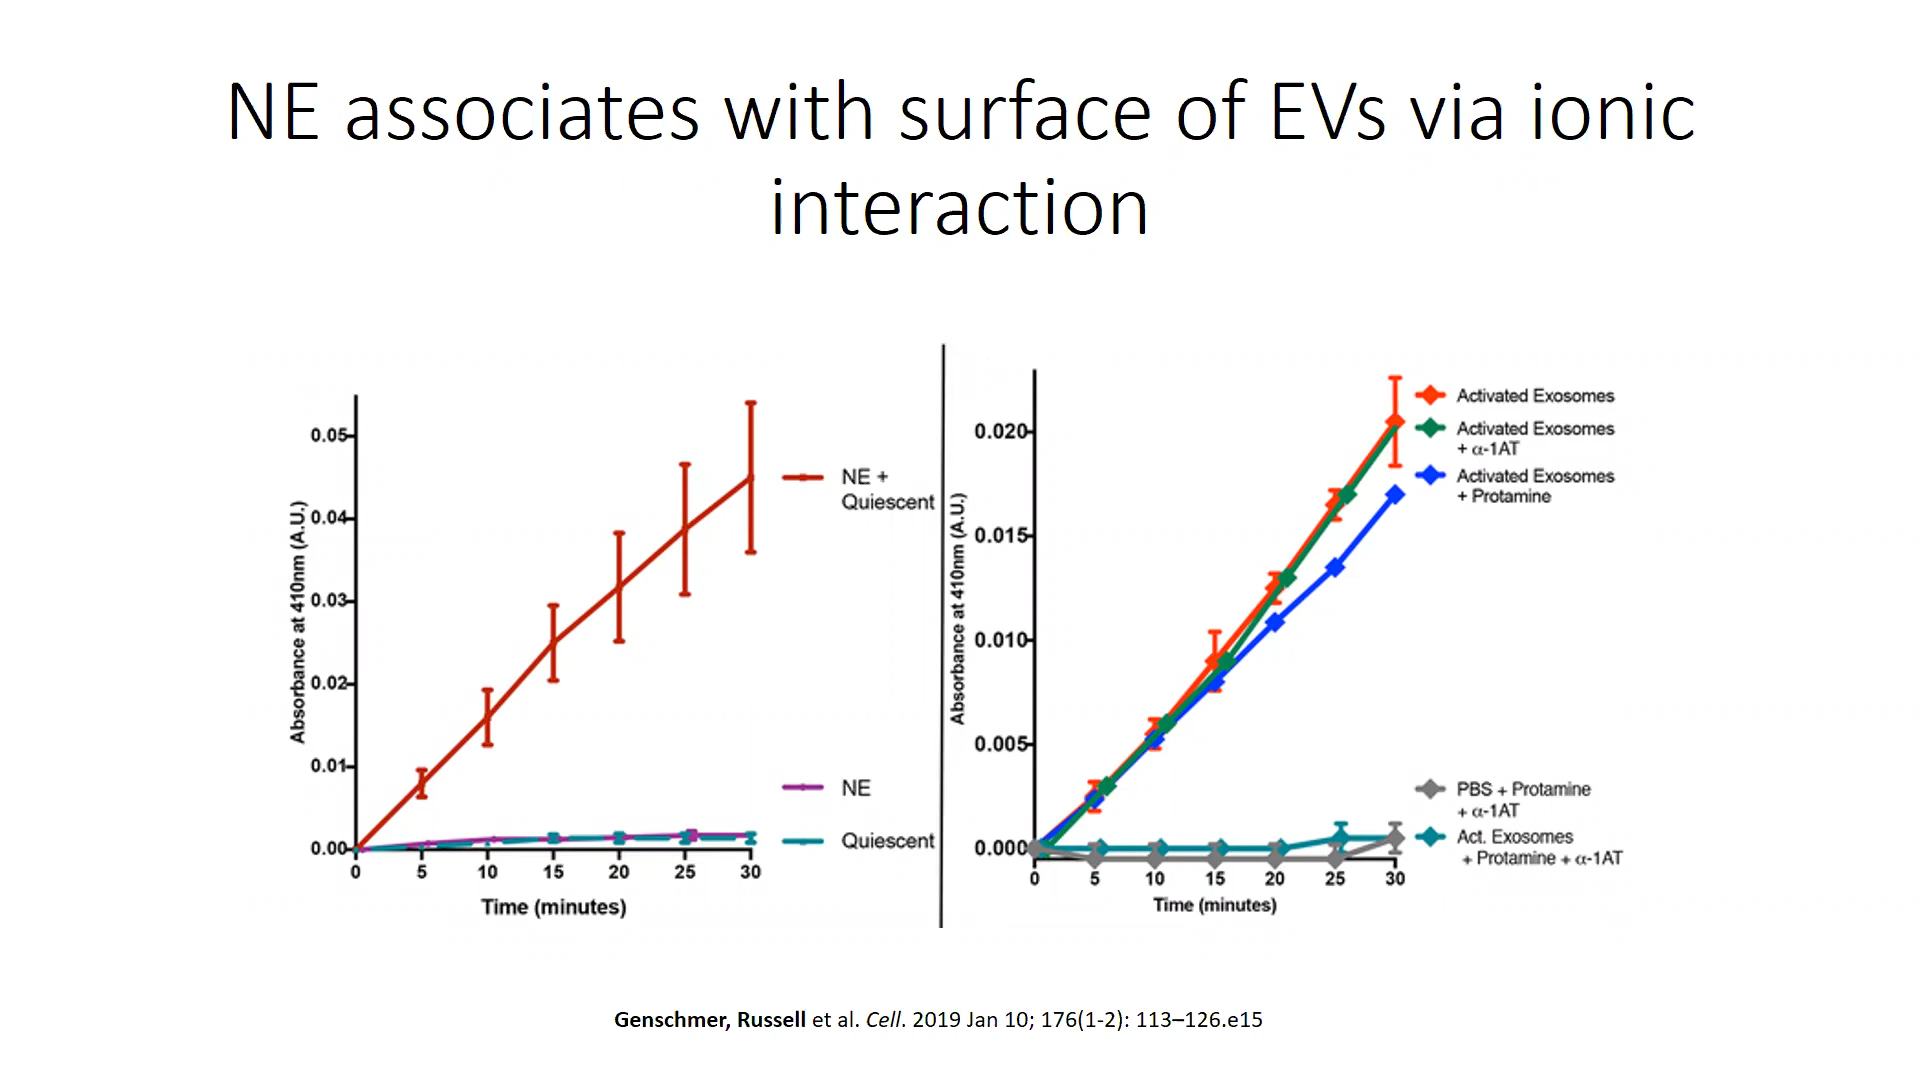 NE associates with surface of EVs via ionic
interaction
Absorbance at 410nm (A.U.)
0.05
0.04
0.03
0.02
0.01
0.00
0 5 10 15 20 25 30
Time (minutes)
NE +
Quiescent
NE
Quiescent
Absorbance at 410nm (A.U.)
0.020
0.015
0.010
0.005
0.000
0 5 10 15 20 25 30
Time (minutes)
Activated Exosomes
Activated Exosomes
+ α-1AT
Activated Exosomes
+ Protamine
PBS + Protamine
+ α-1AT
Act. Exosomes
+ Protamine + α-1AT
Genschmer, Russell et al. Cell. 2019 Jan 10; 176(1-2): 113–126.e15